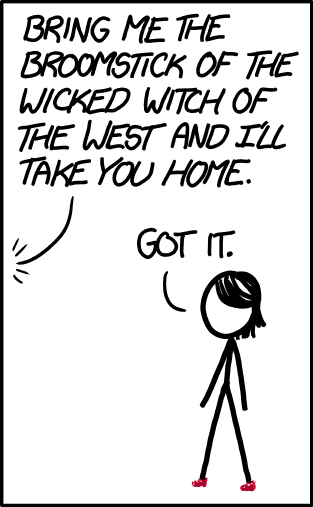 BRING ME THE
BROOMSTICK OF THE
WICKED WITCH OF
THE WEST AND I'LL
TAKE YOU HOME.
GOT IT.